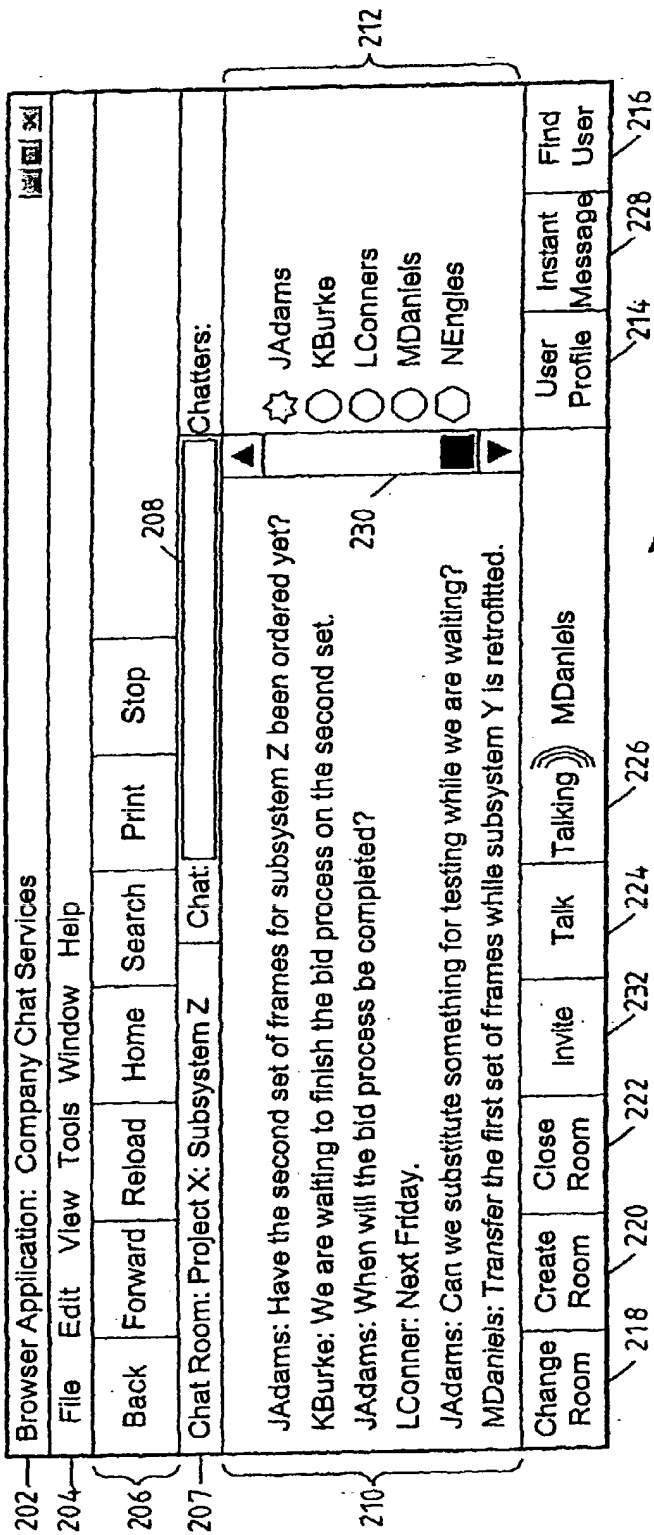 202 Browser Application: Company Chat Services
204 File Edit View Tools Window Help
206 Back Forward Reload Home Search Print Stop
208
207 Chat Room: Project X: Subsystem Z Chat: Chatters:
210
212
JAdams: Have the second set of frames for subsystem Z been ordered yet?
KBurke: We are waiting to finish the bid process on the second set.
JAdams: When will the bid process be completed?
LConner: Next Friday.
JAdams: Can we substitute something for testing while we are waiting?
MDaniels: Transfer the first set of frames while subsystem Y is retrofitted.
230
JAdams
KBurke
LConners
MDaniels
NEngles
Change Room
Create Room
Close Room
Invite
Talk
Talking
MDaniels
User Profile
Instant Message
Find User
218 220 222 232 224 226 214 228 216